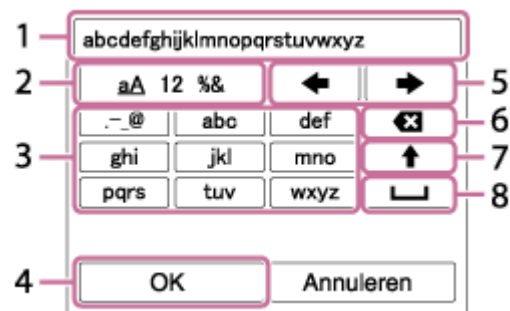 1 abcdefghijklmnopqrstuvwxyz
2 aA 12 %& 5
.-_@ abc def 6
3 ghi jkl mno 7
pqrs tuv wxyz 8
4 OK Annuleren